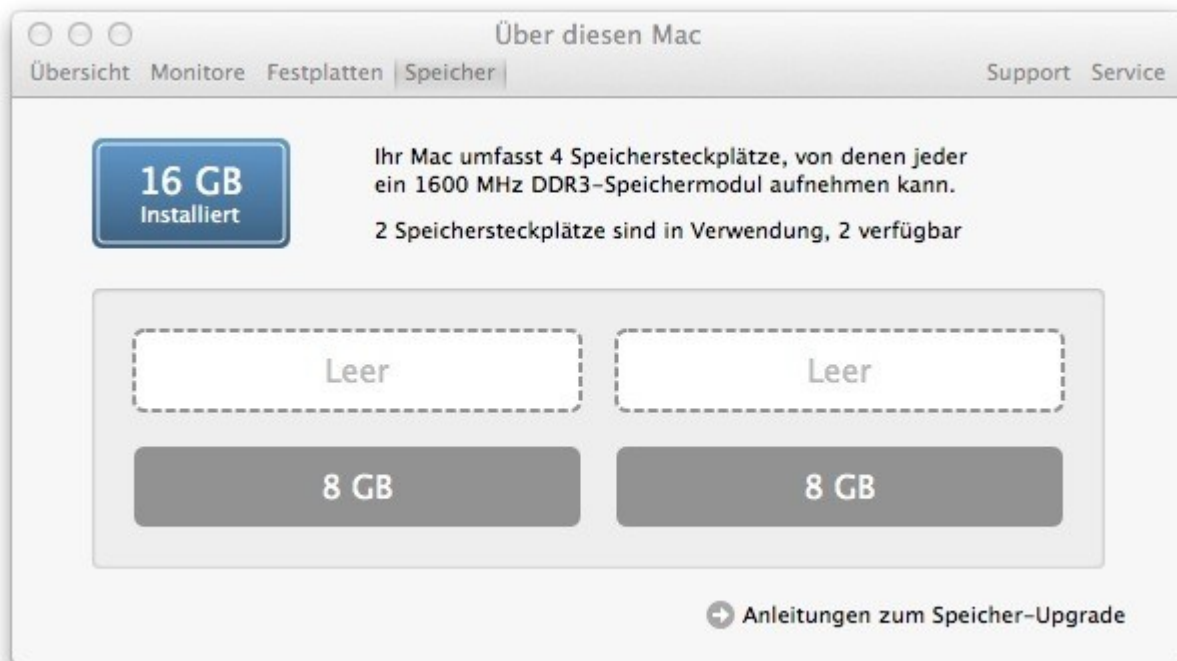 Über diesen Mac
Übersicht Monitore Festplatten Speicher Support Service
16 GB
Installiert
Ihr Mac umfasst 4 Speichersteckplätze, von denen jeder
ein 1600 MHz DDR3-Speichermodul aufnehmen kann.
2 Speichersteckplätze sind in Verwendung, 2 verfügbar
Leer Leer
8 GB 8 GB
Anleitungen zum Speicher-Upgrade